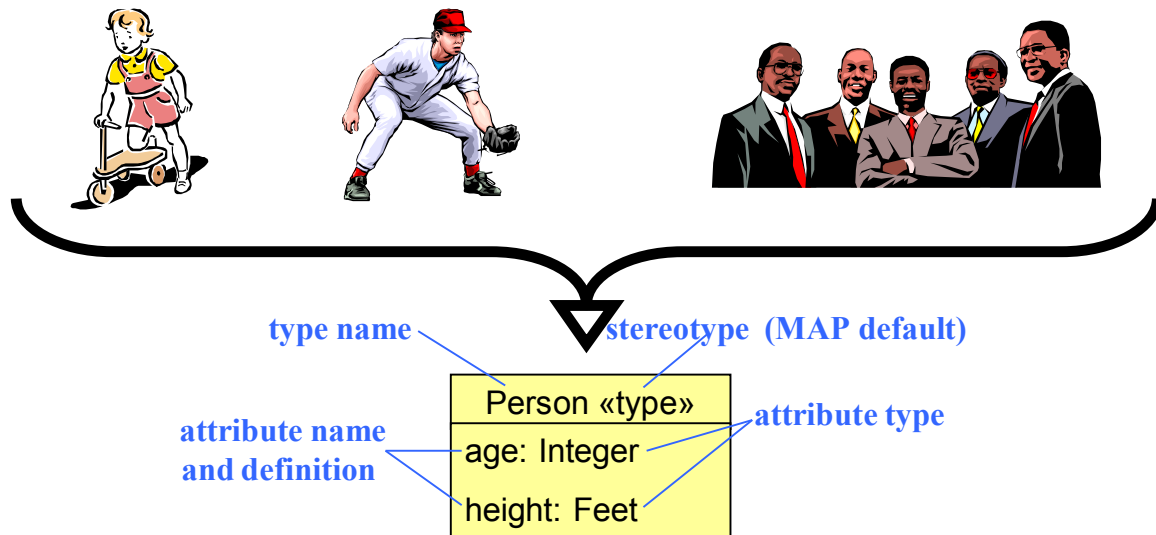 type name
stereotype (MAP default)
Person «type»
attribute name
and definition
attribute type
age: Integer
height: Feet